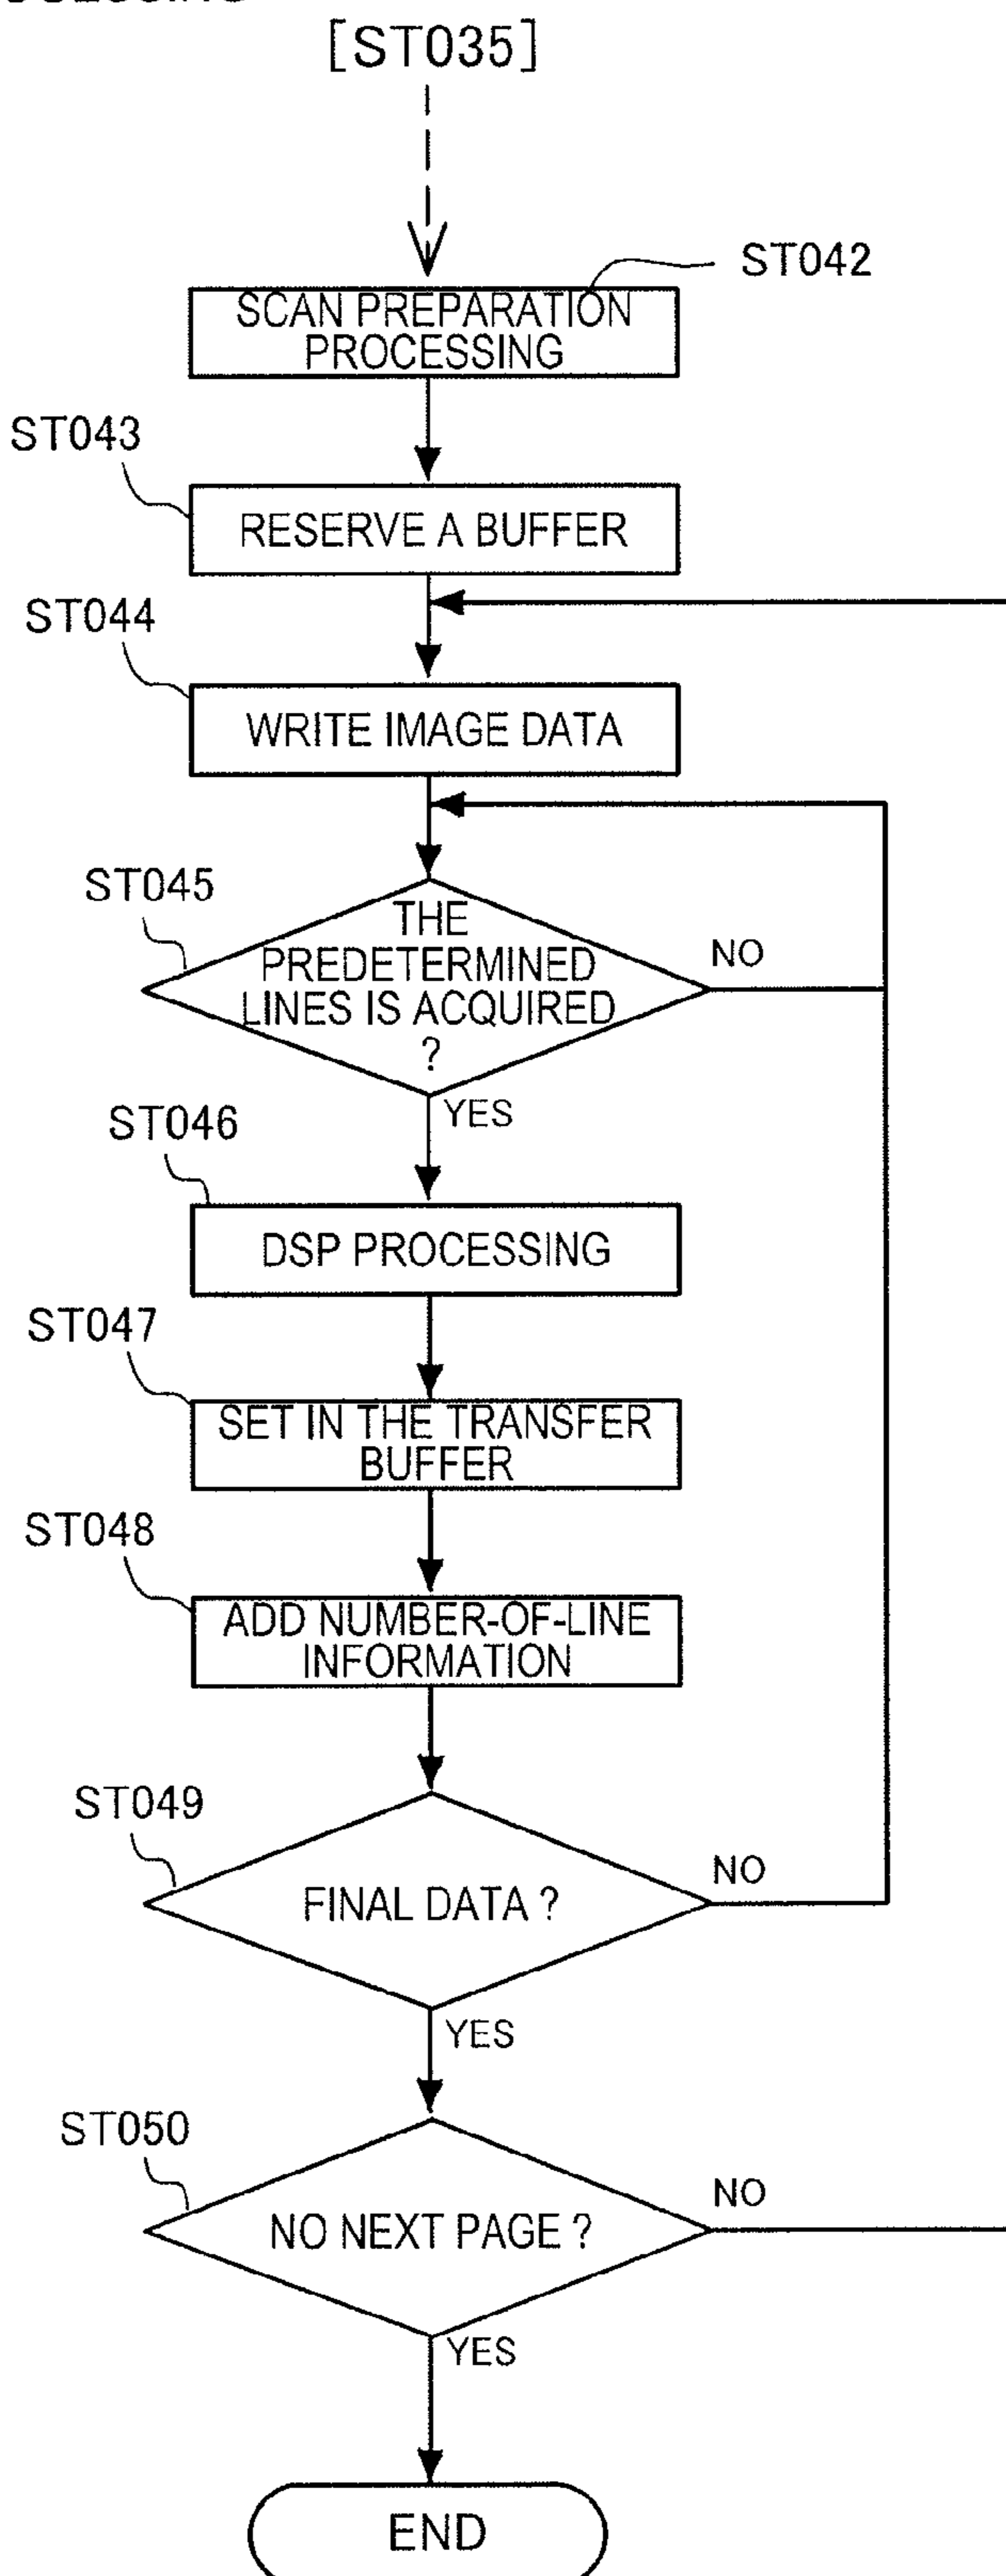 [ST035]
ST042
SCAN PREPARATION
PROCESSING
ST043
RESERVE A BUFFER
ST044
WRITE IMAGE DATA
ST045
THE
PREDETERMINED
LINES IS ACQUIRED
?
NO
YES
ST046
DSP PROCESSING
ST047
SET IN THE TRANSFER
BUFFER
ST048
ADD NUMBER-OF-LINE
INFORMATION
ST049
FINAL DATA ?
NO
YES
ST050
NO NEXT PAGE ?
NO
YES
END